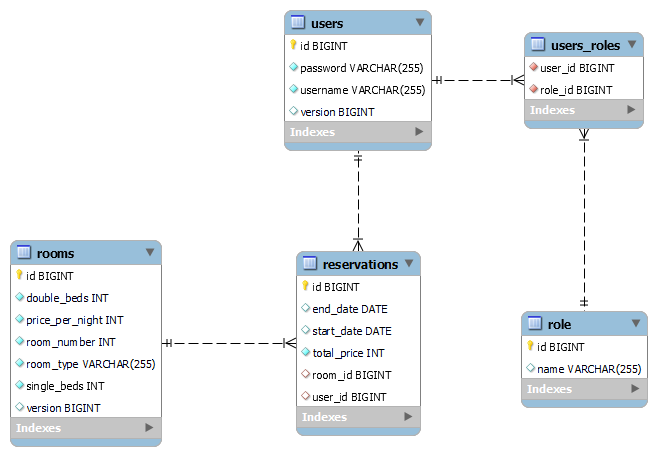 users
id BIGINT
password VARCHAR(255)
username VARCHAR(255)
version BIGINT
Indexes
users_roles
user_id BIGINT
role_id BIGINT
Indexes
rooms
id BIGINT
double_beds INT
price_per_night INT
room_number INT
room_type VARCHAR(255)
single_beds INT
version BIGINT
Indexes
reservations
id BIGINT
end_date DATE
start_date DATE
total_price INT
room_id BIGINT
user_id BIGINT
Indexes
role
id BIGINT
name VARCHAR(255)
Indexes